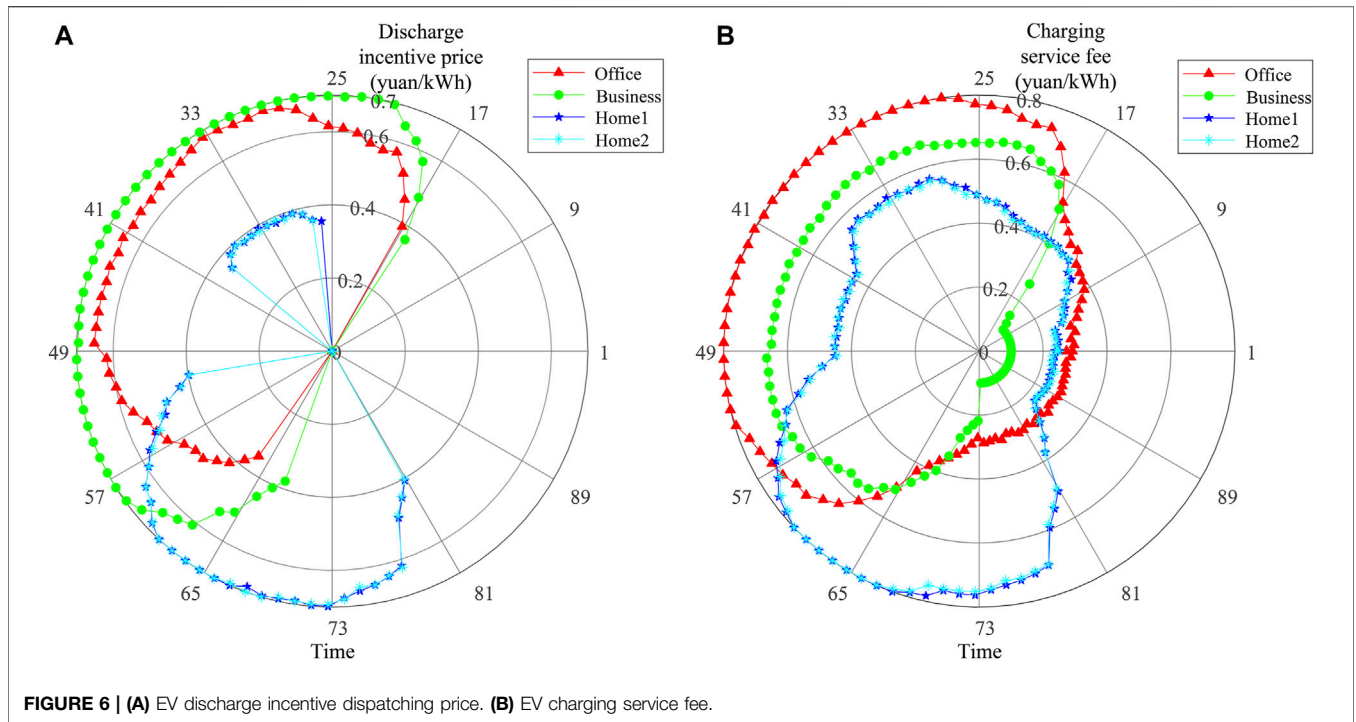 A
Discharge
incentive price
(yuan/kWh)
Office
Business
Home1
Home2
25
33
17
0.7
0.6
41
9
0.4
0.2
49
0
1
57
89
65
81
73
Time
B
Charging
service fee
(yuan/kWh)
Office
Business
Home1
Home2
25
33
17
0.8
0.6
41
9
0.4
0.2
49
0
1
57
89
65
81
73
Time
FIGURE 6 | (A) EV discharge incentive dispatching price. (B) EV charging service fee.